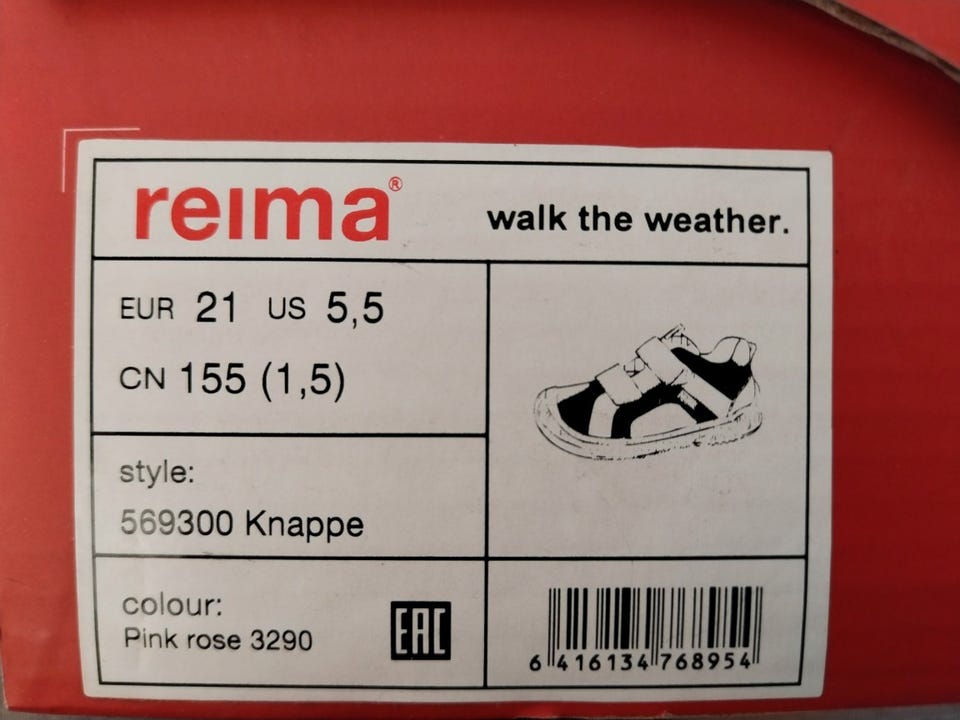 reima®
walk the weather.
EUR 21 US 5,5
CN 155 (1,5)
style:
569300 Knappe
colour:
Pink rose 3290
EAC
6 416134 768954